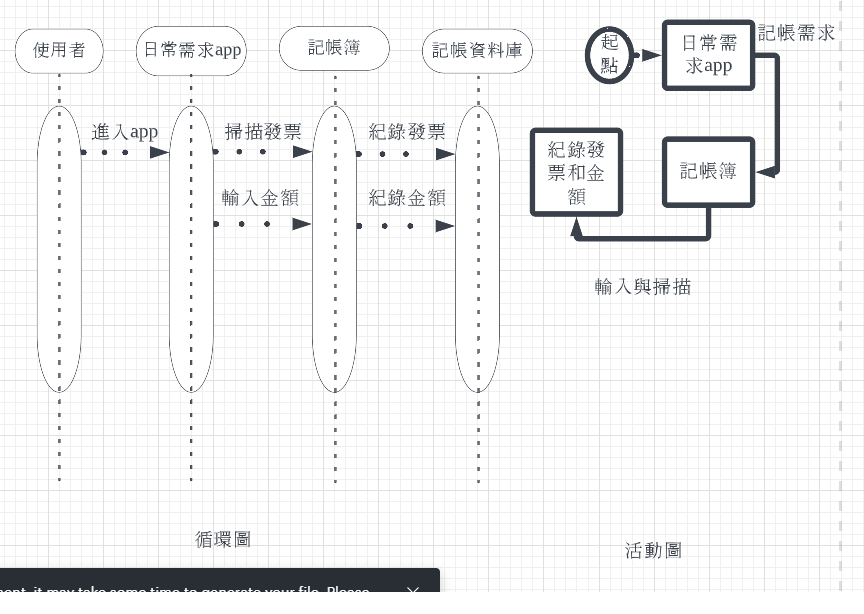 使用者
日常需求app
記帳簿
記帳資料庫
進入app
掃描發票
紀錄發票
輸入金額
紀錄金額
循環圖
起
點
日常需
求app
記帳需求
記帳簿
紀錄發
票和金
額
輸入與掃描
活動圖
it may take some time to generate your file. Please